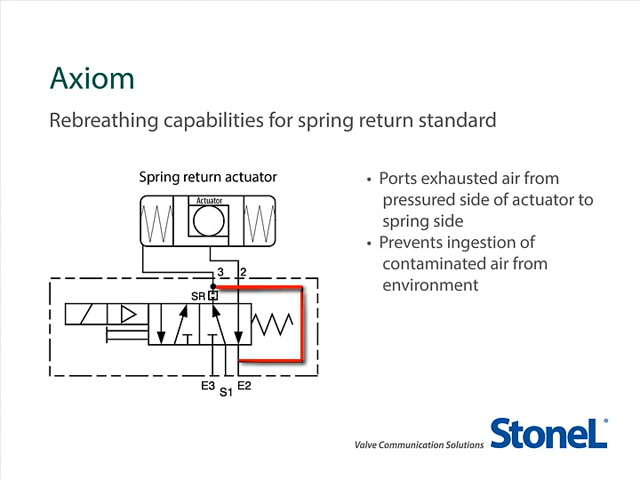 Axiom
Rebreathing capabilities for spring return standard
Spring return actuator
Actuator
3 2
SR
E3 S1 E2
• Ports exhausted air from
pressured side of actuator to
spring side
• Prevents ingestion of
contaminated air from
environment
Valve Communication Solutions StoneL®